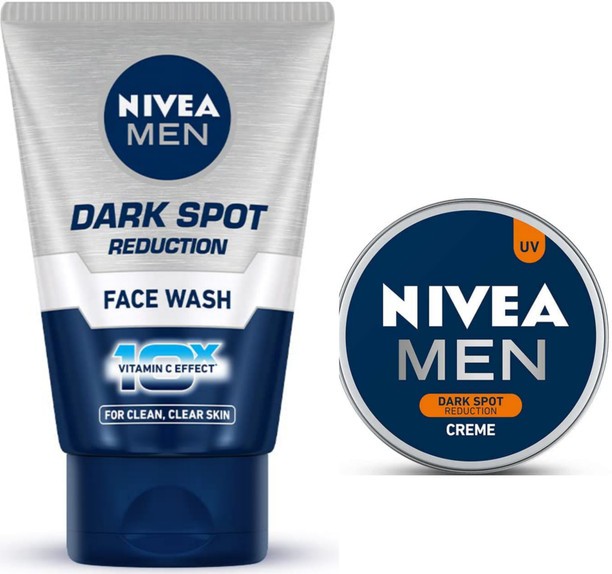 NIVEA
MEN
DARK SPOT
REDUCTION
FACE WASH
10X
VITAMIN C EFFECT*
FOR CLEAN, CLEAR SKIN
UV
NIVEA
MEN
DARK SPOT
REDUCTION
CREME